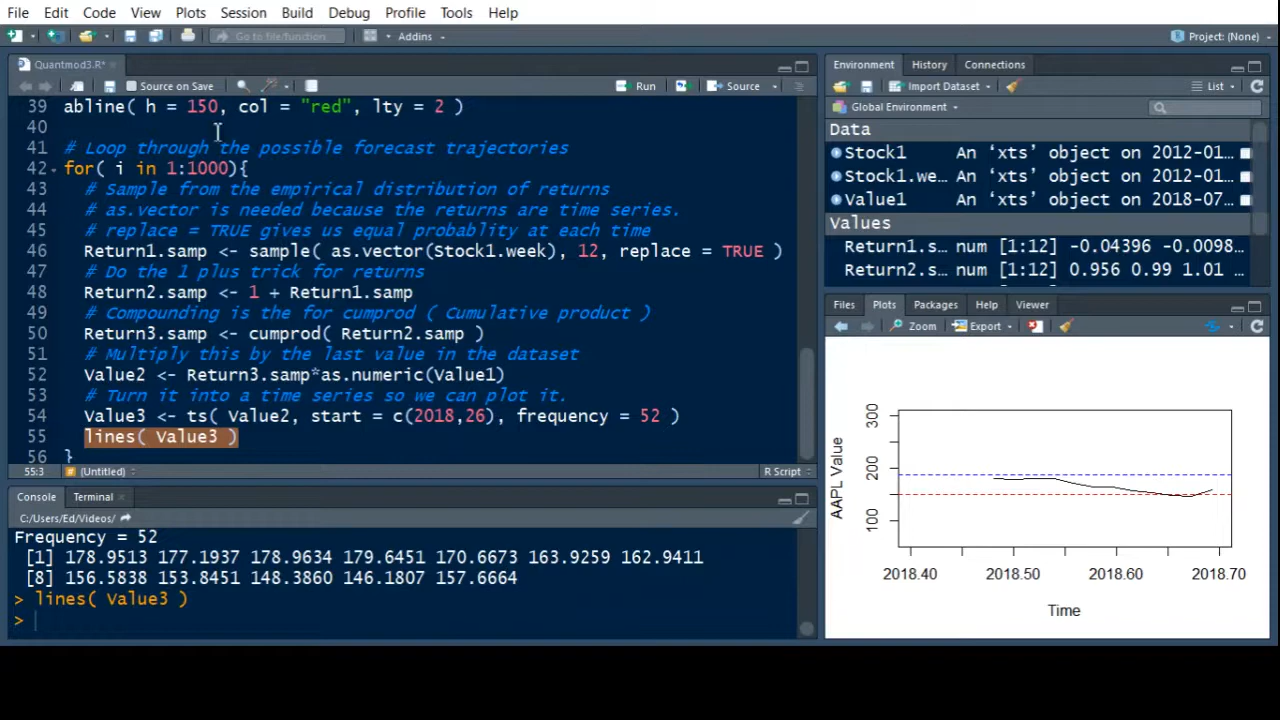 File Edit Code View Plots Session Build Debug Profile Tools Help
Go to file/function Addins Project: (None)
Quantmod3.R*
Source on Save Run Source
39 abline( h = 150, col = "red", lty = 2 )
40
41 # Loop through the possible forecast trajectories
42 for( i in 1:1000){
43 # Sample from the empirical distribution of returns
44 # as.vector is needed because the returns are time series.
45 # replace = TRUE gives us equal probablity at each time
46 Return1.samp <- sample( as.vector(Stock1.week), 12, replace = TRUE )
47 # Do the 1 plus trick for returns
48 Return2.samp <- 1 + Return1.samp
49 # Compounding is the for cumprod ( Cumulative product )
50 Return3.samp <- cumprod( Return2.samp )
51 # Multiply this by the last value in the dataset
52 Value2 <- Return3.samp*as.numeric(Value1)
53 # Turn it into a time series so we can plot it.
54 Value3 <- ts( Value2, start = c(2018,26), frequency = 52 )
55 lines( Value3 )
56 }
55:3 (Untitled) R Script
Console Terminal
C:/Users/Ed/Videos/
Frequency = 52
[1] 178.9513 177.1937 178.9634 179.6451 170.6673 163.9259 162.9411
[8] 156.5838 153.8451 148.3860 146.1807 157.6664
> lines( Value3 )
>
Environment History Connections
Import Dataset List
Global Environment
Data
Stock1 An ‘xts’ object on 2012-01…
Stock1.we… An ‘xts’ object on 2012-01…
Value1 An ‘xts’ object on 2018-07…
Values
Return1.s… num [1:12] -0.04396 -0.0098…
Return2.s… num [1:12] 0.956 0.99 1.01 …
Files Plots Packages Help Viewer
Zoom Export
AAPL Value
300
200
100
2018.40 2018.50 2018.60 2018.70
Time